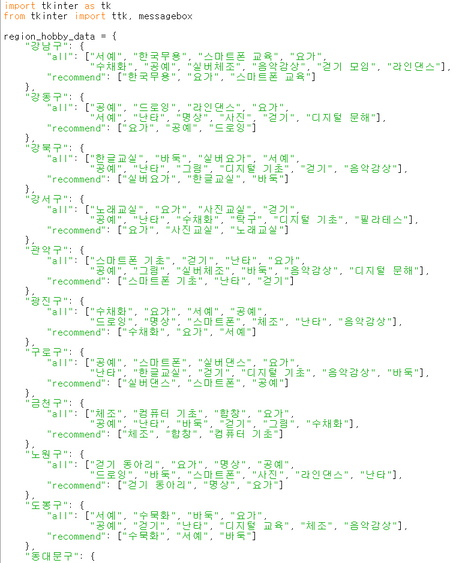 import tkinter as tk
from tkinter import ttk, messagebox

region_hobby_data = {
    "강남구": {
        "all": ["서예", "한국무용", "스마트폰 교육", "요가",
                "수채화", "공예", "실버체조", "음악감상", "걷기 모임", "라인댄스"],
        "recommend": ["한국무용", "요가", "스마트폰 교육"]
    },
    "강동구": {
        "all": ["공예", "드로잉", "라인댄스", "요가",
                "서예", "난타", "명상", "사진", "걷기", "디지털 문해"],
        "recommend": ["요가", "공예", "드로잉"]
    },
    "강북구": {
        "all": ["한글교실", "바둑", "실버요가", "서예",
                "공예", "난타", "그림", "디지털 기초", "걷기", "음악감상"],
        "recommend": ["실버요가", "한글교실", "바둑"]
    },
    "강서구": {
        "all": ["노래교실", "요가", "사진교실", "걷기",
                "공예", "난타", "수채화", "탁구", "디지털 기초", "필라테스"],
        "recommend": ["요가", "사진교실", "노래교실"]
    },
    "관악구": {
        "all": ["스마트폰 기초", "걷기", "난타", "요가",
                "공예", "그림", "실버체조", "바둑", "음악감상", "디지털 문해"],
        "recommend": ["스마트폰 기초", "난타", "걷기"]
    },
    "광진구": {
        "all": ["수채화", "요가", "서예", "공예",
                "드로잉", "명상", "스마트폰", "체조", "난타", "음악감상"],
        "recommend": ["수채화", "요가", "서예"]
    },
    "구로구": {
        "all": ["공예", "스마트폰", "실버댄스", "요가",
                "난타", "한글교실", "걷기", "디지털 기초", "음악감상", "바둑"],
        "recommend": ["실버댄스", "스마트폰", "공예"]
    },
    "금천구": {
        "all": ["체조", "컴퓨터 기초", "합창", "요가",
                "공예", "난타", "바둑", "걷기", "그림", "수채화"],
        "recommend": ["체조", "합창", "컴퓨터 기초"]
    },
    "노원구": {
        "all": ["걷기 동아리", "요가", "명상", "공예",
                "드로잉", "바둑", "스마트폰", "사진", "라인댄스", "난타"],
        "recommend": ["걷기 동아리", "명상", "요가"]
    },
    "도봉구": {
        "all": ["서예", "수묵화", "바둑", "요가",
                "공예", "걷기", "난타", "디지털 교육", "체조", "음악감상"],
        "recommend": ["수묵화", "서예", "바둑"]
    },
    "동대문구": {